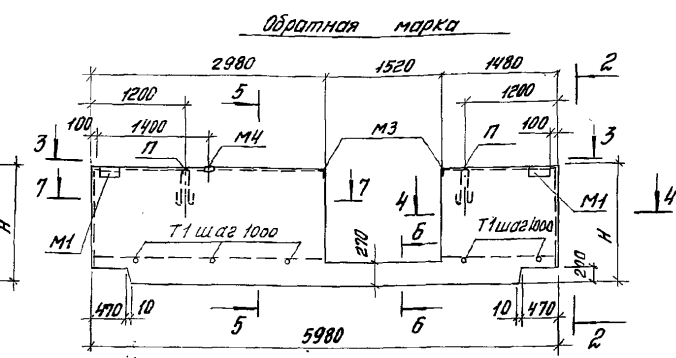 Обратная марка
2980 1520 1480 2
1200 5 1200
100 1400 М4 М3 100
3 П П 3
7 7 4 М1 4
Н М1 Т1 шаг 1000 6 Т1 шаг 1000 Н
270 270
470 10 10 470
5 6
5980 2